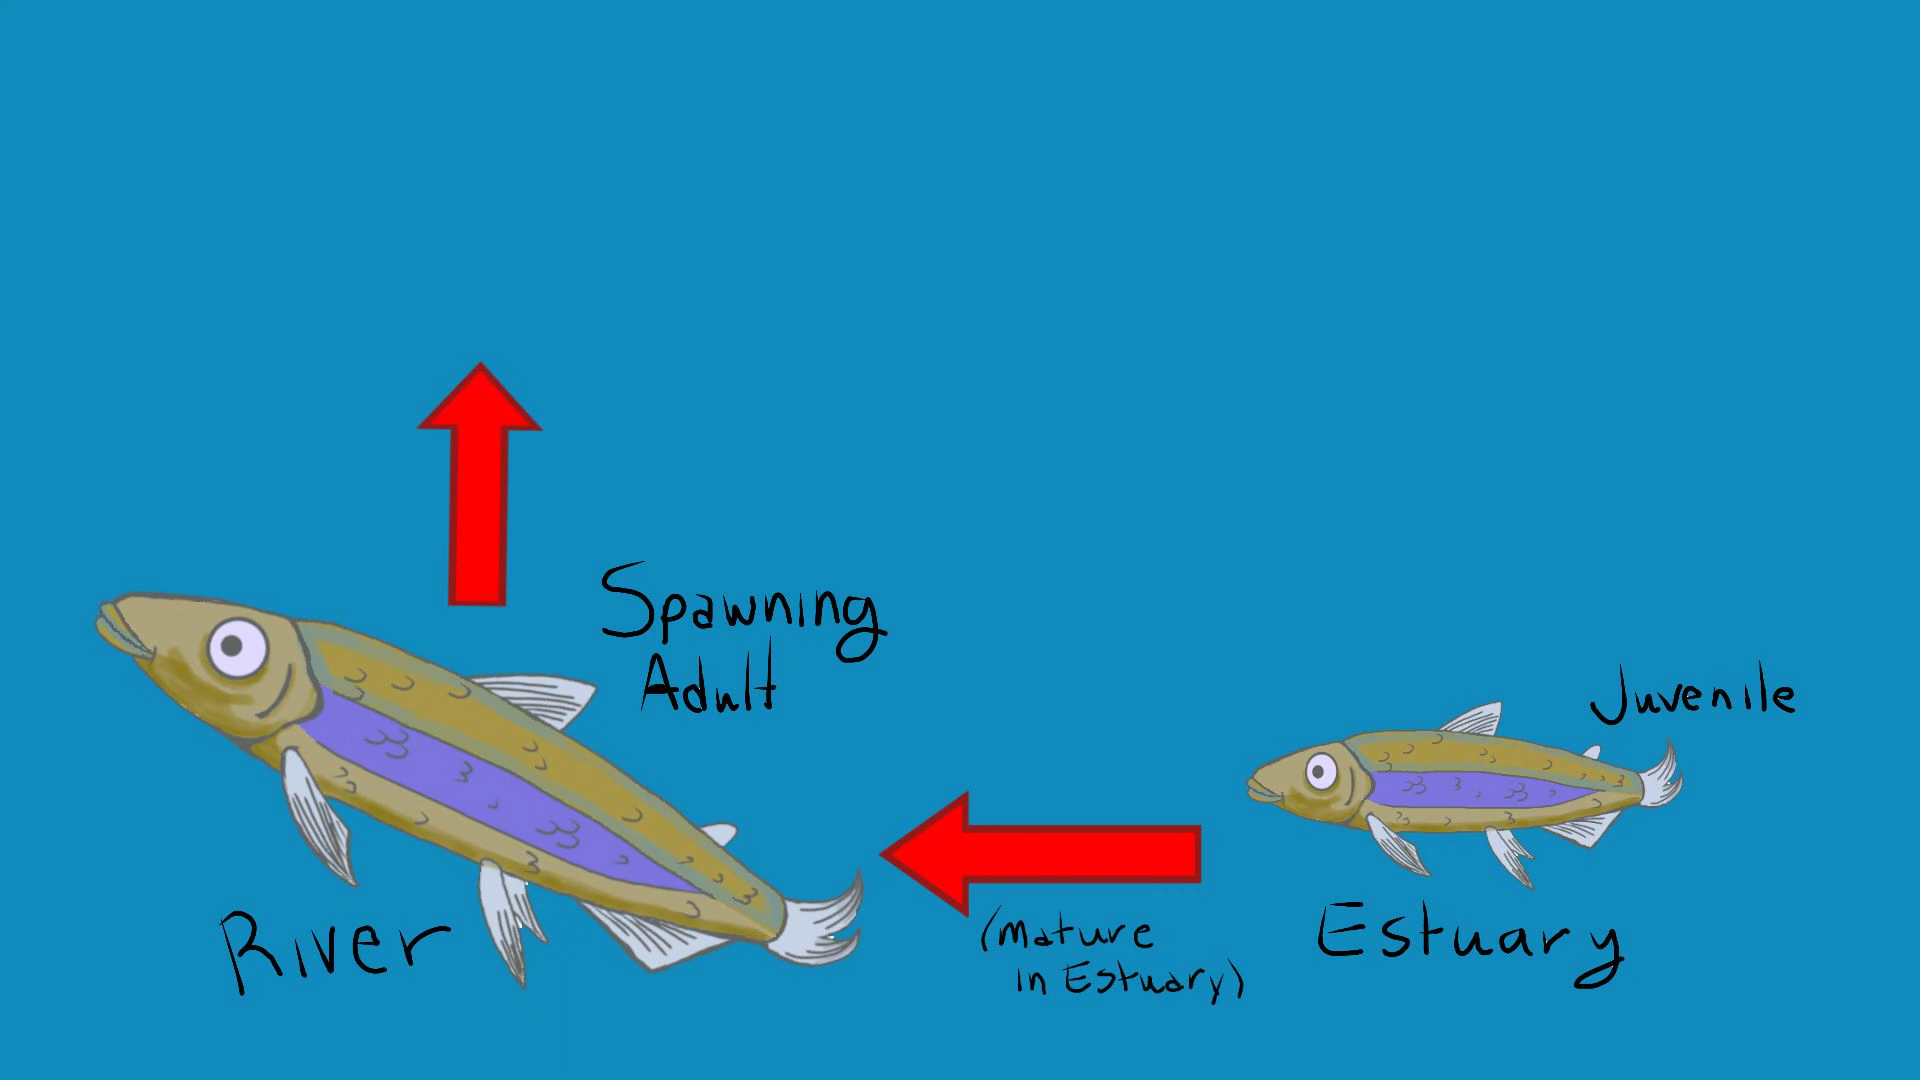 Spawning
Adult
Juvenile
River
(Mature
in Estuary)
Estuary